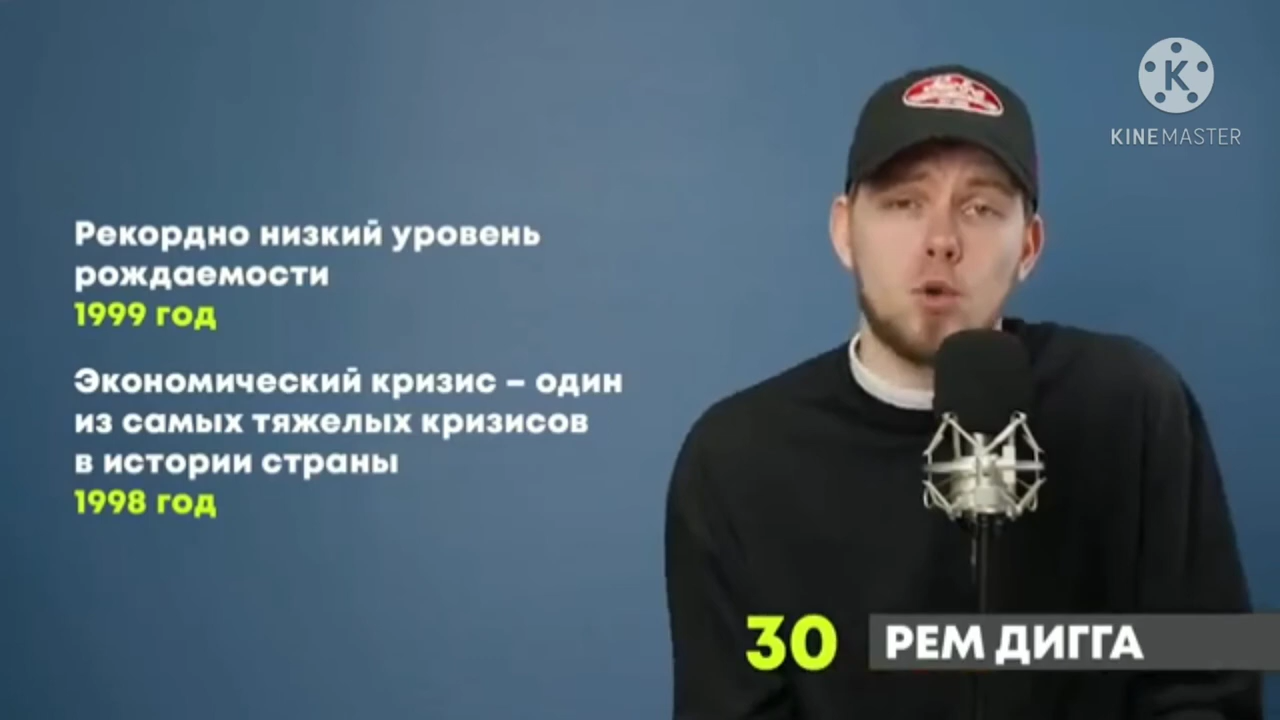 KINEMASTER
Рекордно низкий уровень
рождаемости
1999 год
Экономический кризис – один
из самых тяжелых кризисов
в истории страны
1998 год
30 РЕМ ДИГГА